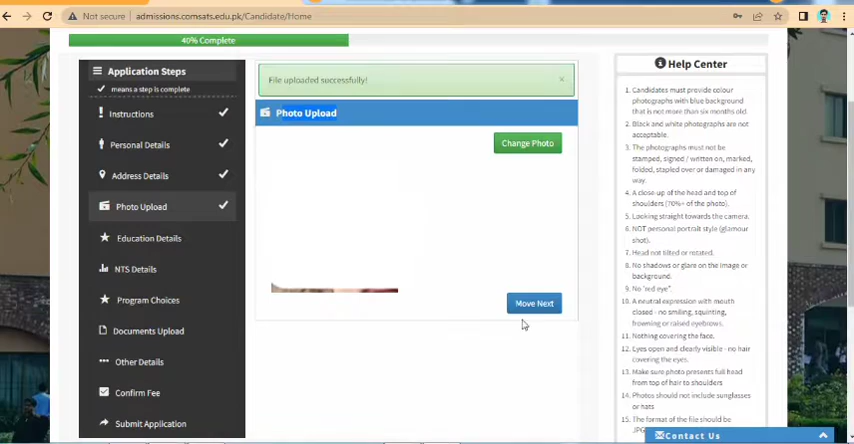 Not secure admissions.comsats.edu.pk/Candidate/Home
40% Complete
Application Steps
means a step is complete
Instructions
Personal Details
Address Details
Photo Upload
Education Details
NTS Details
Program Choices
Documents Upload
Other Details
Confirm Fee
Submit Application
File uploaded successfully!
×
Photo Upload
Change Photo
Move Next
Help Center
1. Candidates must provide colour
photographs with blue background
that is not more than six months old.
2. Black and white photographs are not
acceptable.
3. The photographs must not be
stamped, signed / written on, marked,
folded, stapled over or damaged in any
way.
4. A close up of the head and top of
shoulders (70%+ of the photo).
5. Looking straight towards the camera.
6. NOT personal portrait style (glamour
shot).
7. Head not tilted or rotated.
8. No shadows or glare on the image or
background.
9. No "red eye".
10. A neutral expression with mouth
closed - no smiling, squinting,
frowning or raised eyebrows.
11. Nothing covering the face.
12. Eyes open and clearly visible - no hair
covering the eyes.
13. Make sure photo presents full head
from top of hair to shoulders
14. Photos should not include sunglasses
or hats
15. The format of the file should be
JPG
Contact Us